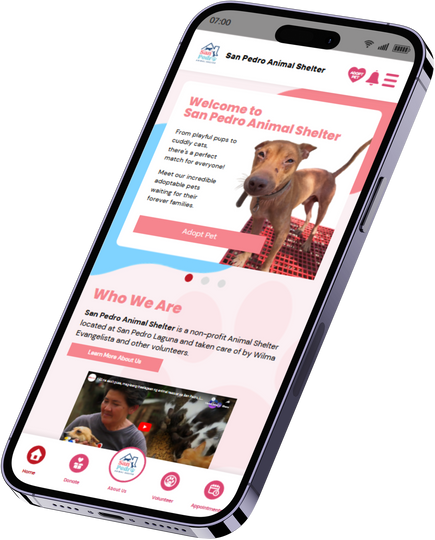 07:00
San Pedro Animal Shelter
ADOPT
PET
Welcome to
San Pedro Animal Shelter
From playful pups to
cuddly cats,
there's a perfect
match for everyone!
Meet our incredible
adoptable pets
waiting for their
forever families.
Adopt Pet
Who We Are
San Pedro Animal Shelter is a non-profit Animal Shelter
located at San Pedro Laguna and taken care of by Wilma
Evangelista and other volunteers.
Learn More About Us
San
Pedro
Home
Donate
About Us
Volunteer
Appointment